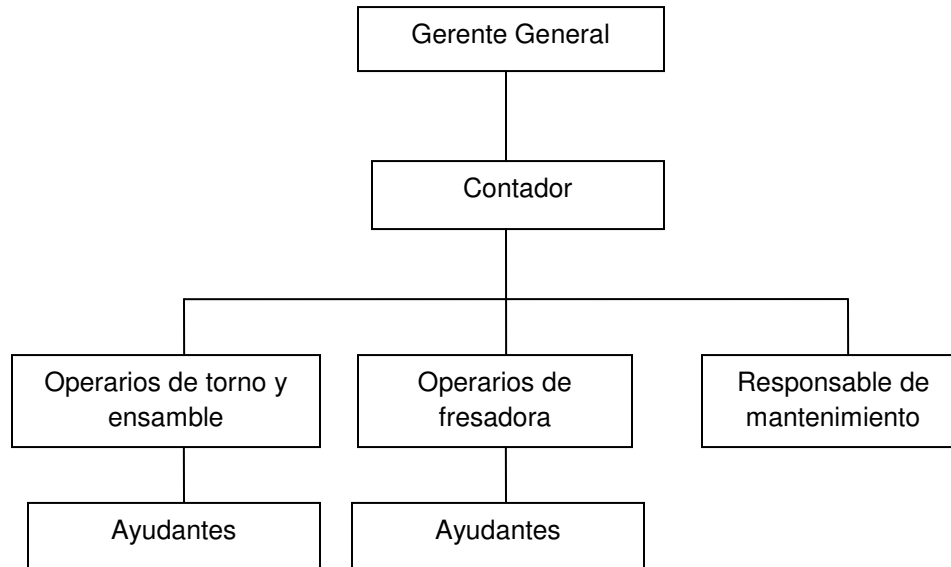 Gerente General
Contador
Operarios de torno y
ensamble
Operarios de
fresadora
Responsable de
mantenimiento
Ayudantes
Ayudantes